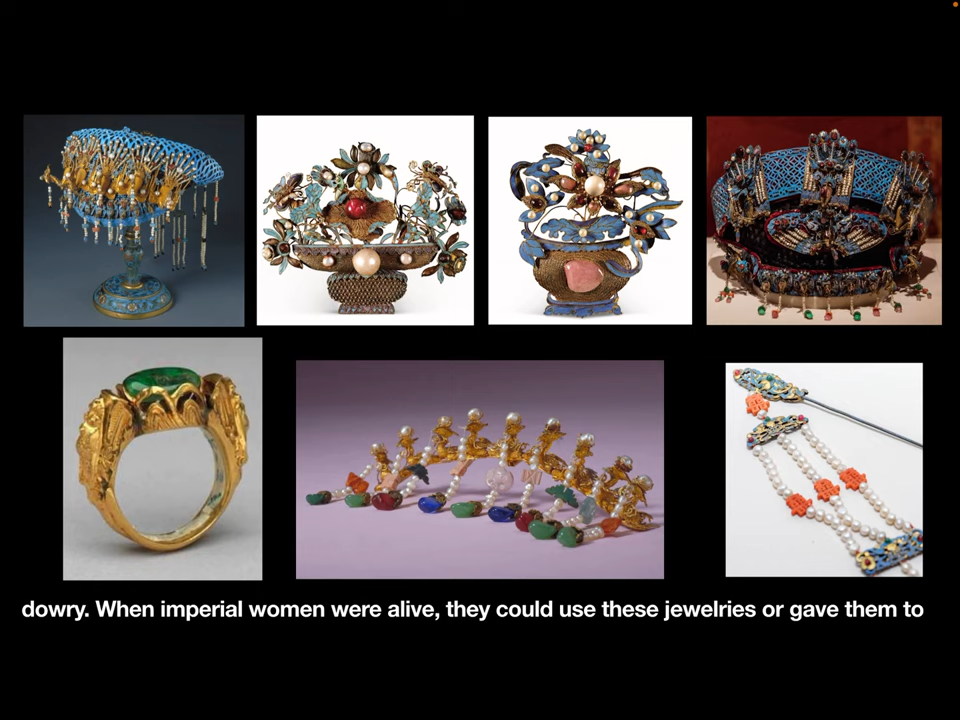 dowry. When imperial women were alive, they could use these jewelries or gave them to